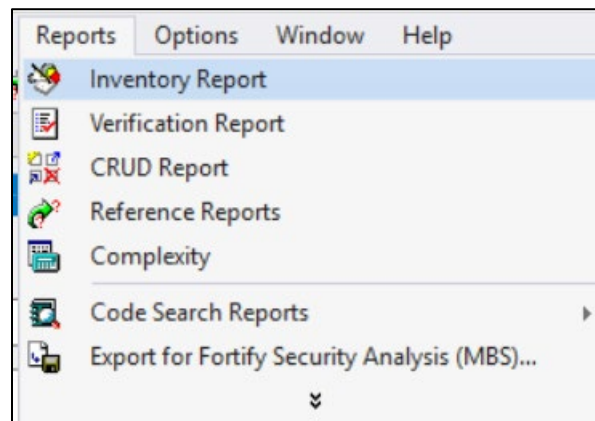 Reports Options Window Help
Inventory Report
Verification Report
CRUD Report
Reference Reports
Complexity
Code Search Reports
Export for Fortify Security Analysis (MBS)...